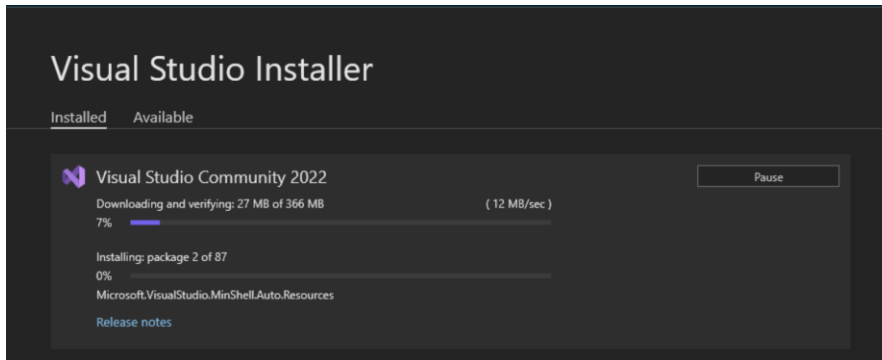 Visual Studio Installer
Installed Available
Visual Studio Community 2022
Pause
Downloading and verifying: 27 MB of 366 MB ( 12 MB/sec )
7%
Installing: package 2 of 87
0%
Microsoft.VisualStudio.MinShell.Auto.Resources
Release notes